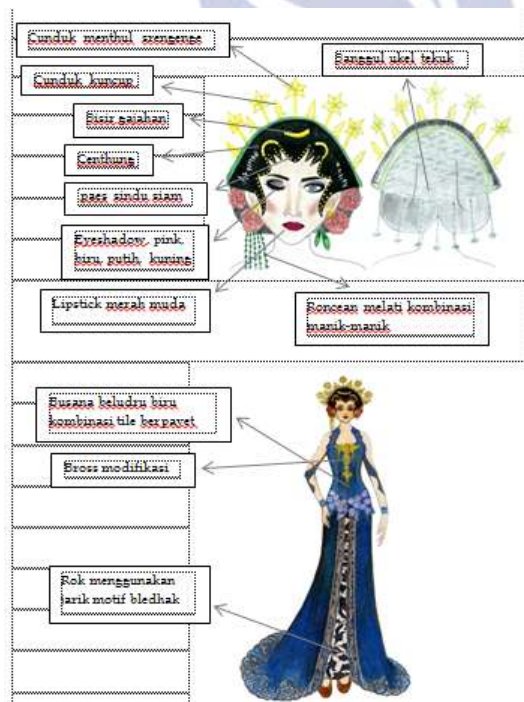 Cunduk menthul srengenge
Sanggul ukel tekuk
Cunduk kuncup
Sisir gajahan
Centhung
paes sindu siam
Eyeshadow, pink,
biru, putih, kuning
Lipstick merah muda
Roncean melati kombinasi
manik-manik
Busana beludru biru
kombinasi tile berpayet
Bross modifikasi
Rok menggunakan
jarik motif bledhak